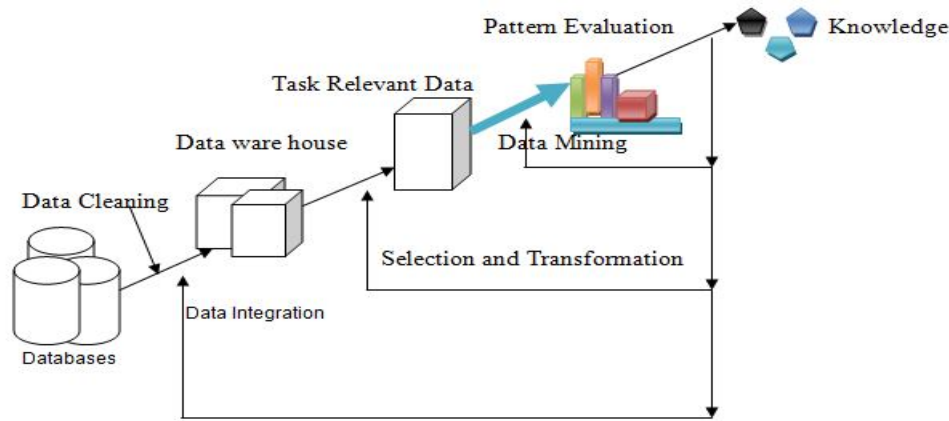 Pattern Evaluation
Knowledge
Task Relevant Data
Data ware house
Data Mining
Data Cleaning
Selection and Transformation
Data Integration
Databases